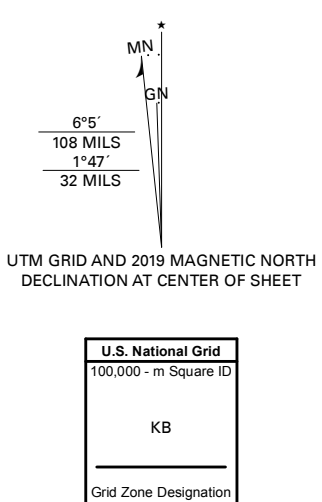 ★
MN
GN
6°5´
108 MILS
1°47´
32 MILS
UTM GRID AND 2019 MAGNETIC NORTH
DECLINATION AT CENTER OF SHEET
U.S. National Grid
100,000 - m Square ID
KB
Grid Zone Designation